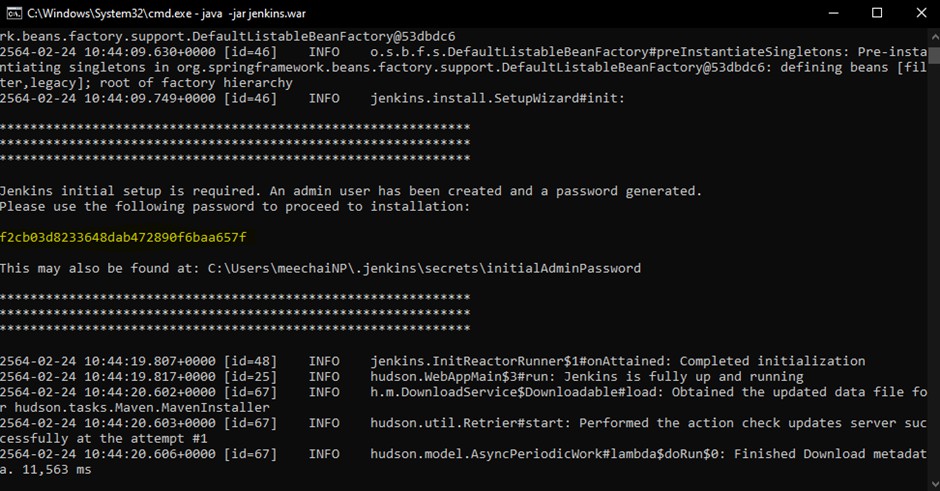 C:\Windows\System32\cmd.exe - java -jar jenkins.war
rk.beans.factory.support.DefaultListableBeanFactory@53dbdc6
2564-02-24 10:44:09.630+0000 [id=46] INFO o.s.b.f.s.DefaultListableBeanFactory#preInstantiateSingletons: Pre-insta
ntiating singletons in org.springframework.beans.factory.support.DefaultListableBeanFactory@53dbdc6: defining beans [fil
ter,legacy]; root of factory hierarchy
2564-02-24 10:44:09.749+0000 [id=46] INFO jenkins.install.SetupWizard#init:
*************************************************************
*************************************************************
*************************************************************
Jenkins initial setup is required. An admin user has been created and a password generated.
Please use the following password to proceed to installation:
f2cb03d8233648dab472890f6baa657f
This may also be found at: C:\Users\meechaiNP\.jenkins\secrets\initialAdminPassword
*************************************************************
*************************************************************
*************************************************************
2564-02-24 10:44:19.807+0000 [id=48] INFO jenkins.InitReactorRunner$1#onAttained: Completed initialization
2564-02-24 10:44:19.817+0000 [id=25] INFO hudson.WebAppMain$3#run: Jenkins is fully up and running
2564-02-24 10:44:20.602+0000 [id=67] INFO h.m.DownloadService$Downloadable#load: Obtained the updated data file fo
r hudson.tasks.Maven.MavenInstaller
2564-02-24 10:44:20.603+0000 [id=67] INFO hudson.util.Retrier#start: Performed the action check updates server suc
cessfully at the attempt #1
2564-02-24 10:44:20.606+0000 [id=67] INFO hudson.model.AsyncPeriodicWork#lambda$doRun$0: Finished Download metadat
a. 11,563 ms